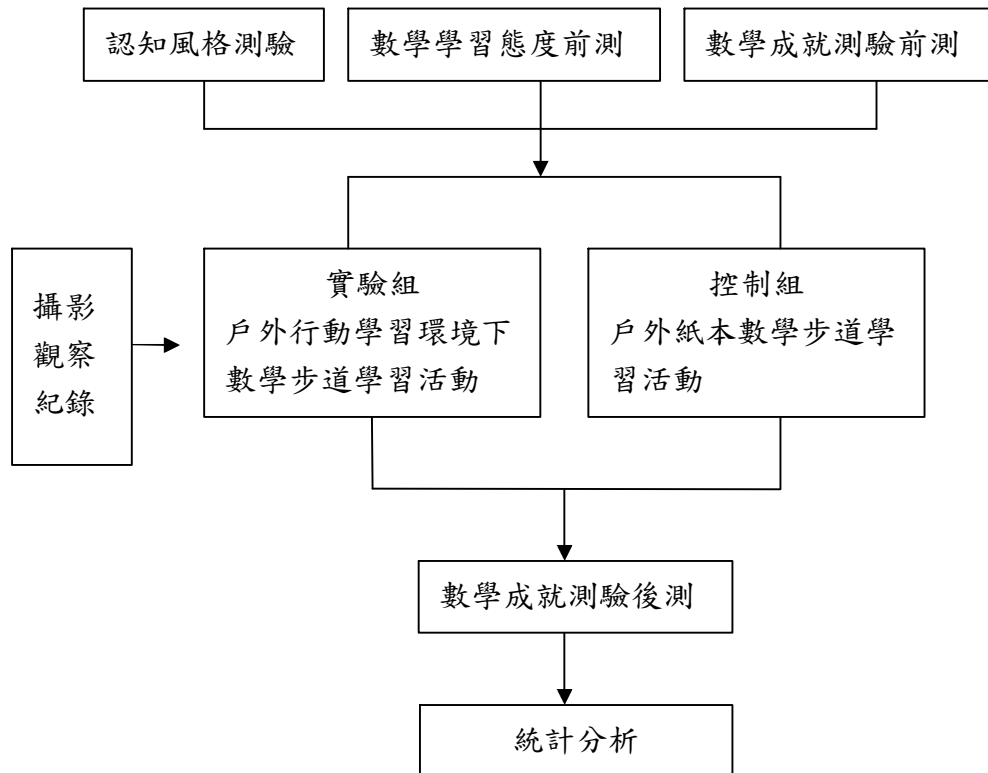 認知風格測驗
數學學習態度前測
數學成就測驗前測
攝影
觀察
紀錄
實驗組
戶外行動學習環境下
數學步道學習活動
控制組
戶外紙本數學步道學
習活動
數學成就測驗後測
統計分析